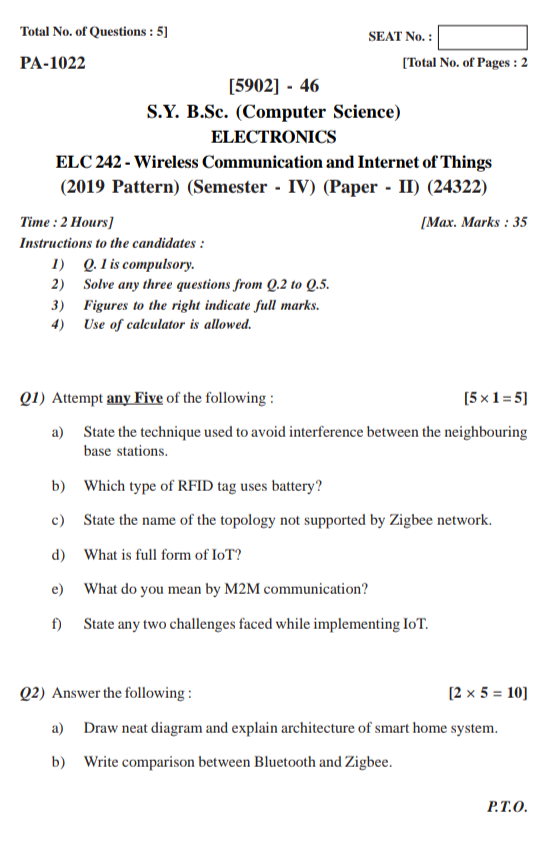 Total No. of Questions : 5]
SEAT No. :
PA-1022
[Total No. of Pages : 2
[5902] - 46
S.Y. B.Sc. (Computer Science)
ELECTRONICS
ELC 242 - Wireless Communication and Internet of Things
(2019 Pattern) (Semester - IV) (Paper - II) (24322)
Time : 2 Hours]
[Max. Marks : 35
Instructions to the candidates :
1) Q. 1 is compulsory.
2) Solve any three questions from Q.2 to Q.5.
3) Figures to the right indicate full marks.
4) Use of calculator is allowed.
Q1) Attempt any Five of the following : [5 × 1 = 5]
a) State the technique used to avoid interference between the neighbouring
base stations.
b) Which type of RFID tag uses battery?
c) State the name of the topology not supported by Zigbee network.
d) What is full form of IoT?
e) What do you mean by M2M communication?
f) State any two challenges faced while implementing IoT.
Q2) Answer the following : [2 × 5 = 10]
a) Draw neat diagram and explain architecture of smart home system.
b) Write comparison between Bluetooth and Zigbee.
P.T.O.